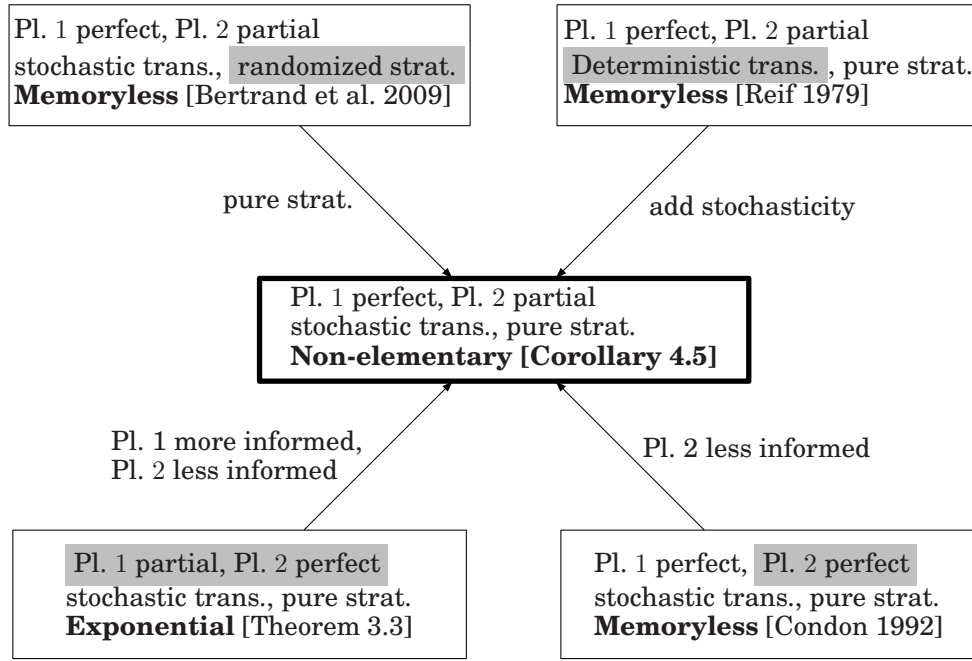 Pl. 1 perfect, Pl. 2 partial
stochastic trans., randomized strat.
Memoryless [Bertrand et al. 2009]
Pl. 1 perfect, Pl. 2 partial
Deterministic trans. , pure strat.
Memoryless [Reif 1979]
pure strat.
add stochasticity
Pl. 1 perfect, Pl. 2 partial
stochastic trans., pure strat.
Non-elementary [Corollary 4.5]
Pl. 1 more informed,
Pl. 2 less informed
Pl. 2 less informed
Pl. 1 partial, Pl. 2 perfect
stochastic trans., pure strat.
Exponential [Theorem 3.3]
Pl. 1 perfect, Pl. 2 perfect
stochastic trans., pure strat.
Memoryless [Condon 1992]